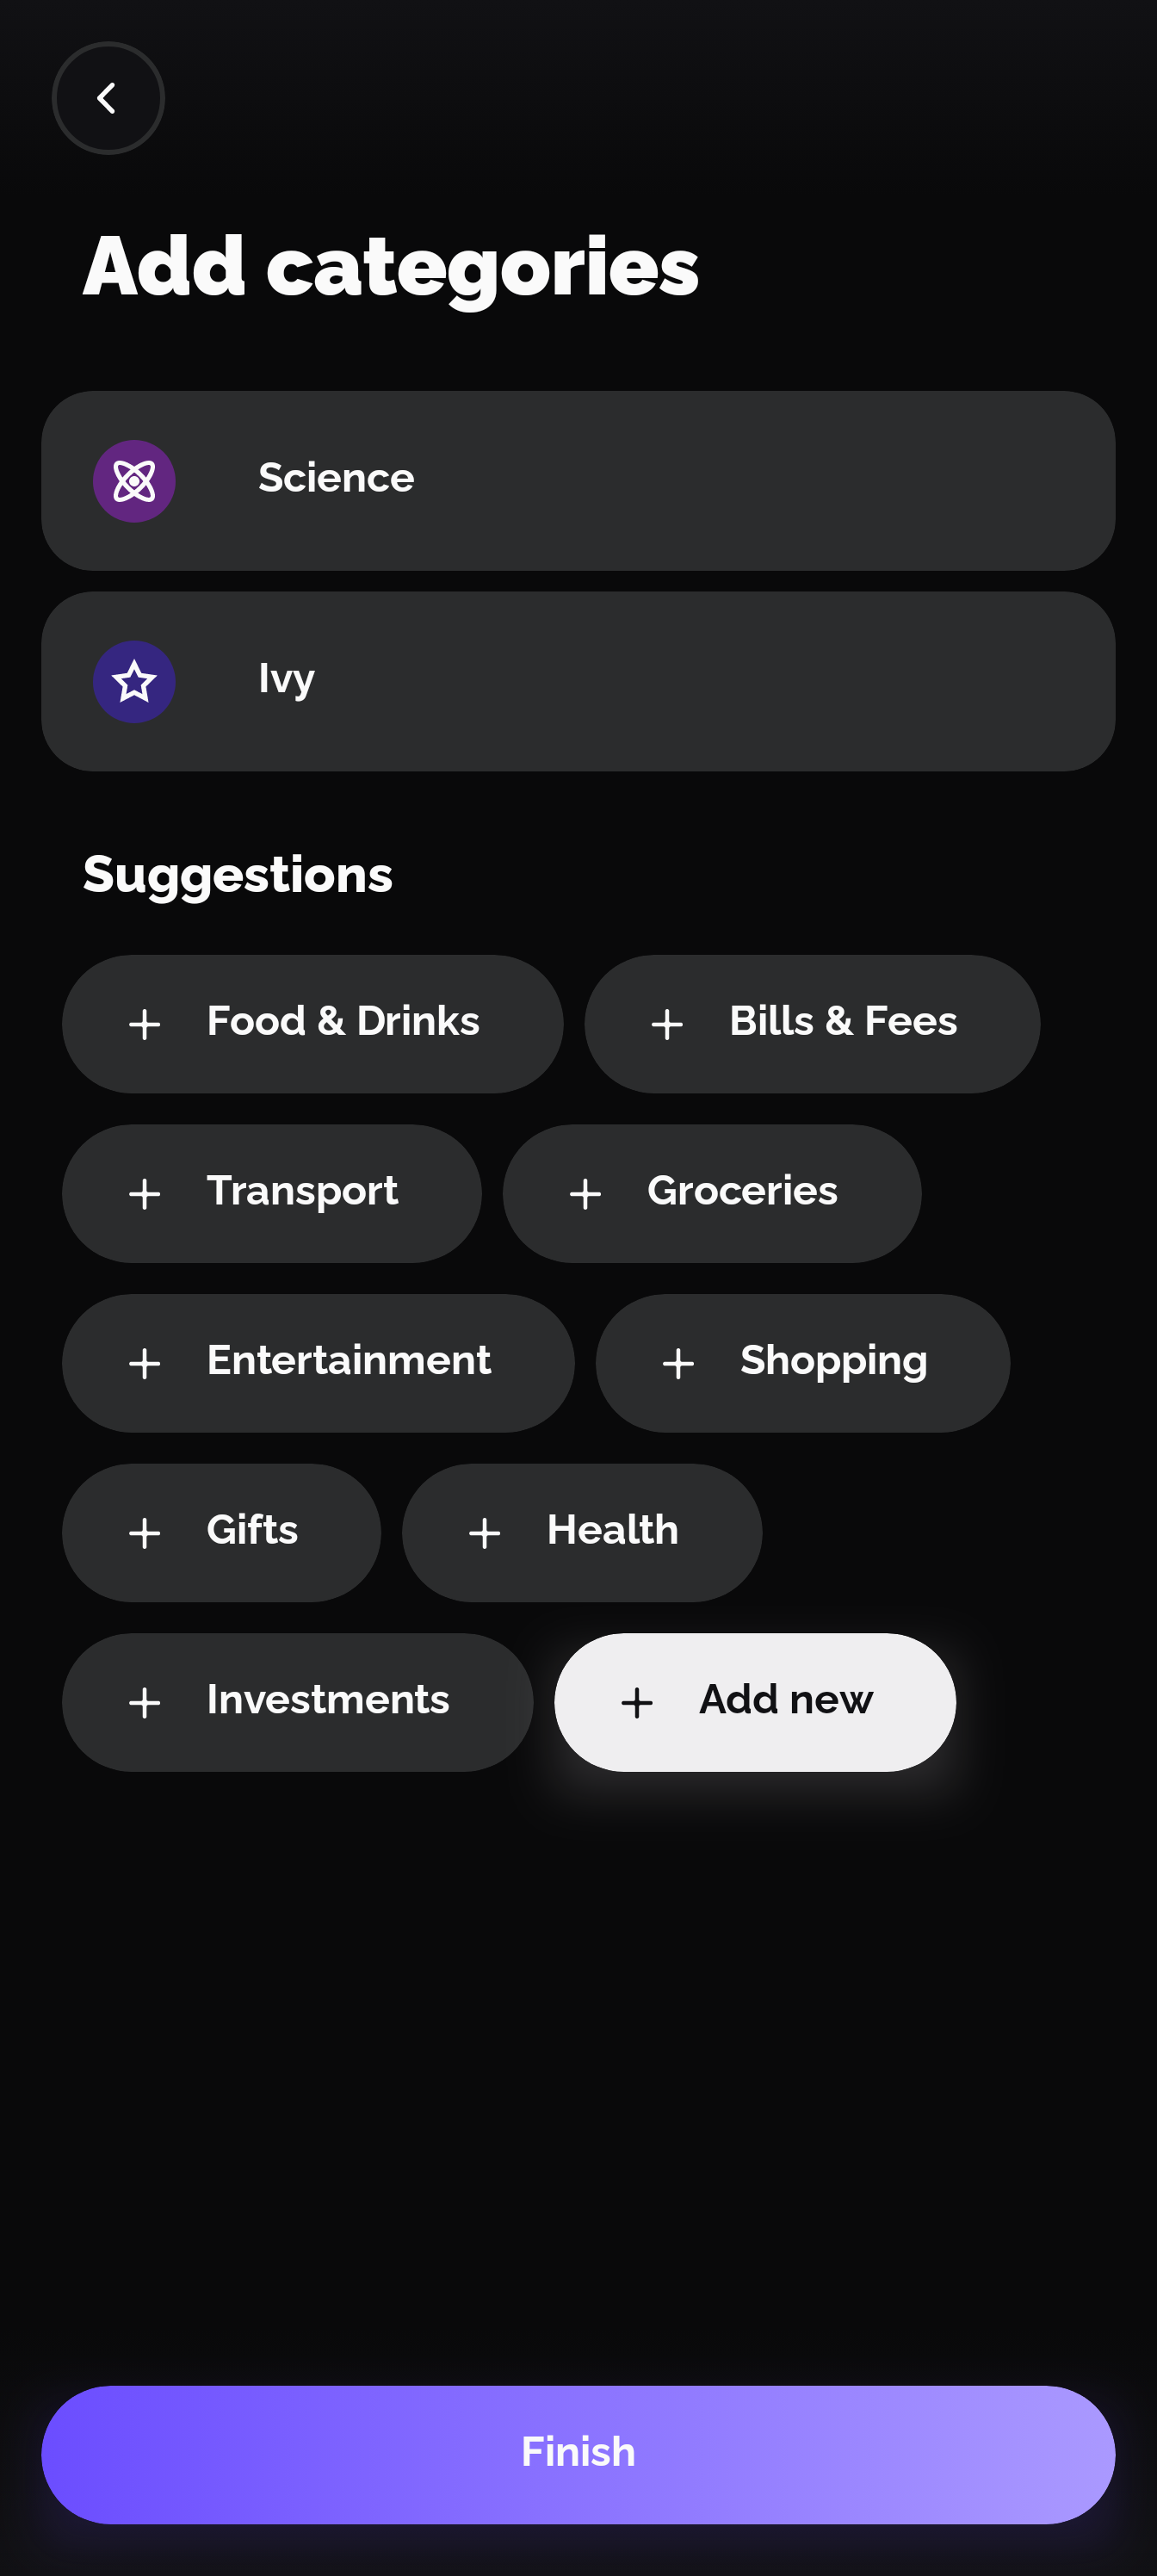 Add categories
Science
Ivy
Suggestions
Food & Drinks
Bills & Fees
Transport
Groceries
Entertainment
Shopping
Gifts
Health
Investments
Add new
Finish